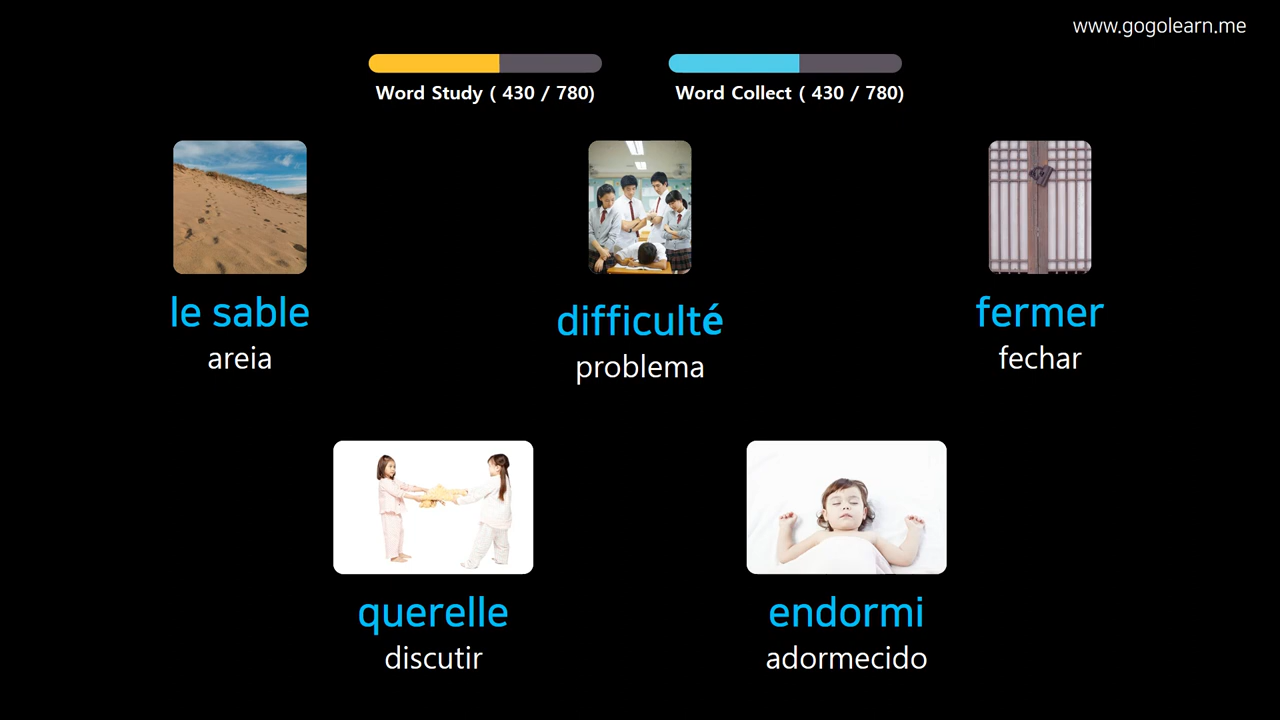 www.gogolearn.me
Word Study ( 430 / 780)
Word Collect ( 430 / 780)
le sable
areia
difficulté
problema
fermer
fechar
querelle
discutir
endormi
adormecido